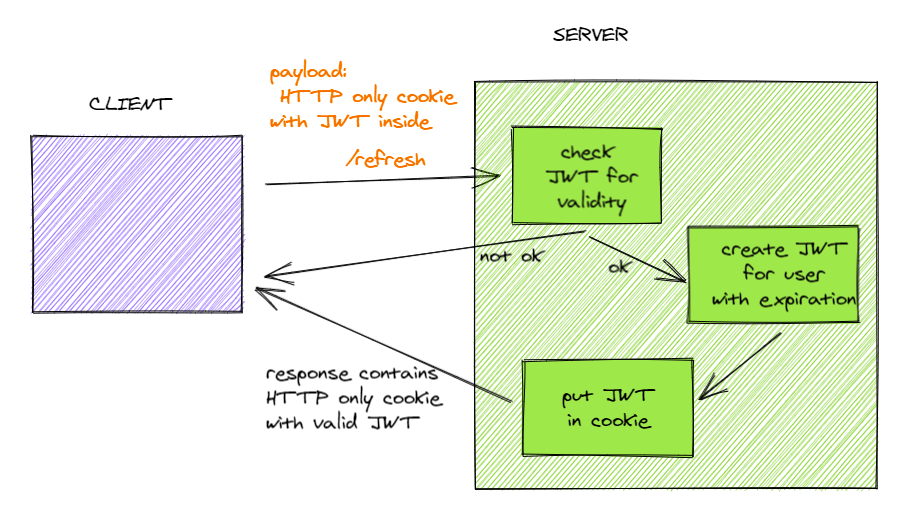 SERVER
CLIENT
payload:
HTTP only cookie
with JWT inside
/refresh
check
JWT for
validity
not ok
ok
create JWT
for user
with expiration
put JWT
in cookie
response contains
HTTP only cookie
with valid JWT